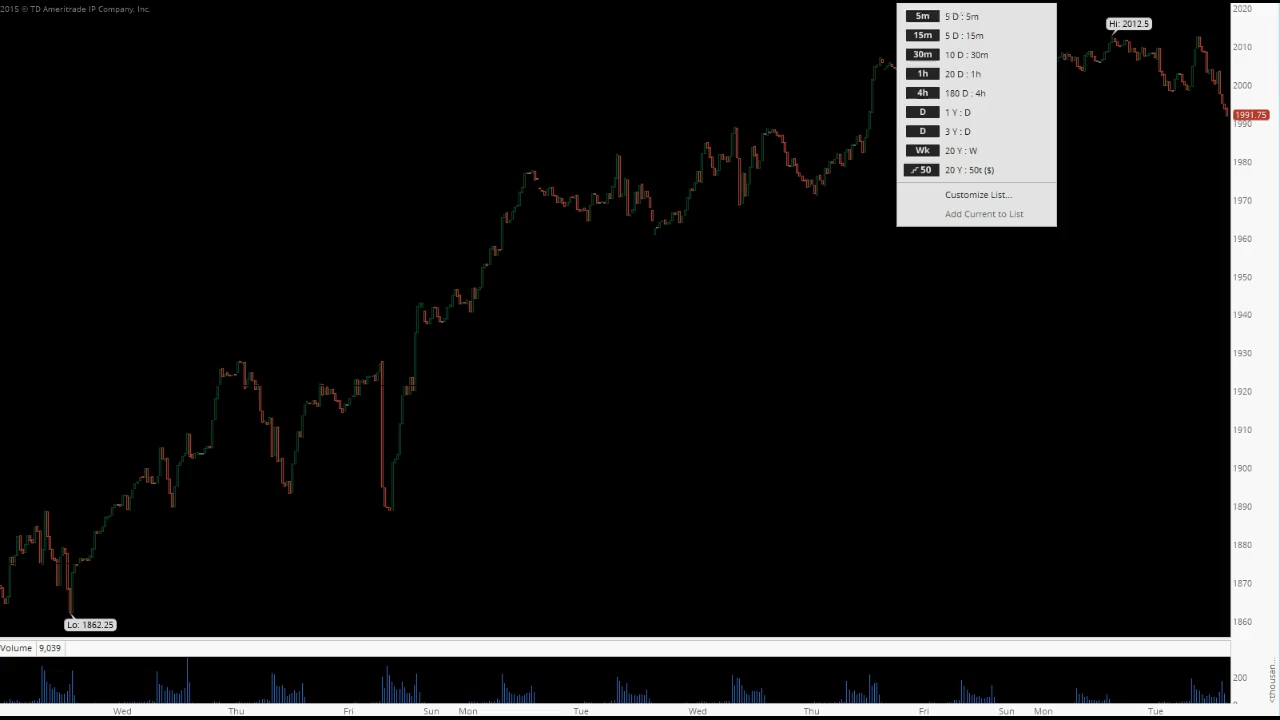 2015 © TD Ameritrade IP Company, Inc.
5m 5 D : 5m
15m 5 D : 15m
30m 10 D : 30m
1h 20 D : 1h
4h 180 D : 4h
D 1 Y : D
D 3 Y : D
Wk 20 Y : W
50 20 Y : 50t ($)
Customize List...
Add Current to List
Hi: 2012.5
2020
2010
2000
1991.75
1990
1980
1970
1960
1950
1940
1930
1920
1910
1900
1890
1880
1870
1860
Lo: 1862.25
Volume 9,039
200
0
<thousan...
Wed Thu Fri Sun Mon Tue Wed Thu Fri Sun Mon Tue